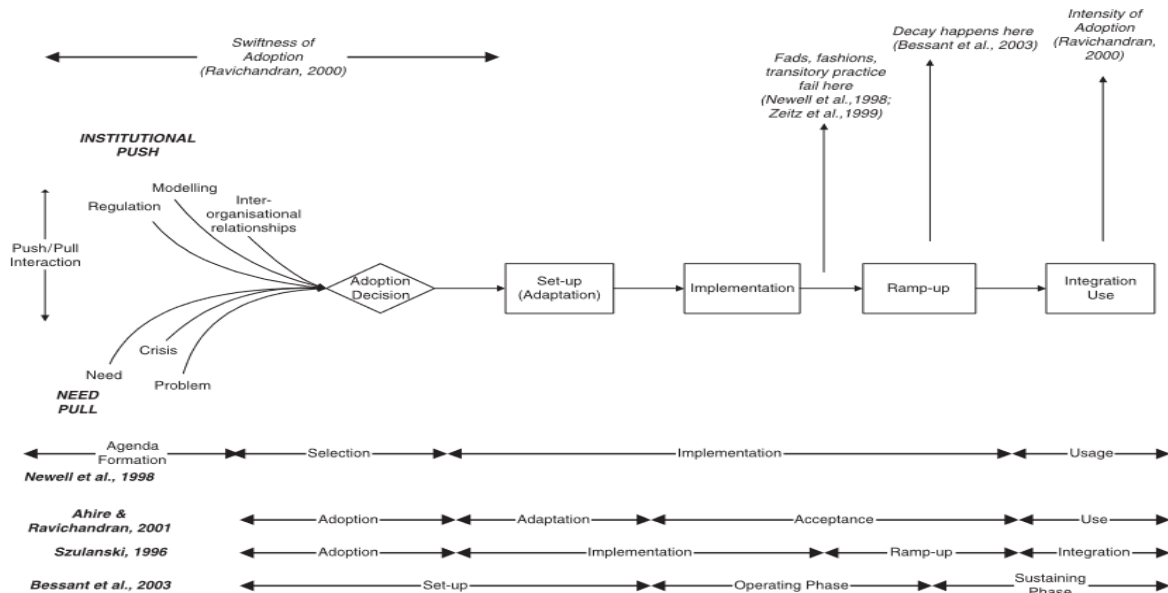 Swiftness of
Adoption
(Ravichandran, 2000)
Fads, fashions,
transitory practice
fail here
(Newell et al.,1998;
Zeitz et al.,1999)
Decay happens here
(Bessant et al., 2003)
Intensity of
Adoption
(Ravichandran,
2000)
INSTITUTIONAL
PUSH
Modelling
Regulation
Inter-
organisational
relationships
Push/Pull
Interaction
Adoption
Decision
Set-up
(Adaptation)
Implementation
Ramp-up
Integration
Use
Need
Crisis
Problem
NEED
PULL
Agenda
Formation
Selection
Implementation
Usage
Newell et al., 1998
Ahire &
Ravichandran, 2001
Adoption
Adaptation
Acceptance
Use
Szulanski, 1996
Adoption
Implementation
Ramp-up
Integration
Bessant et al., 2003
Set-up
Operating Phase
Sustaining
Phase